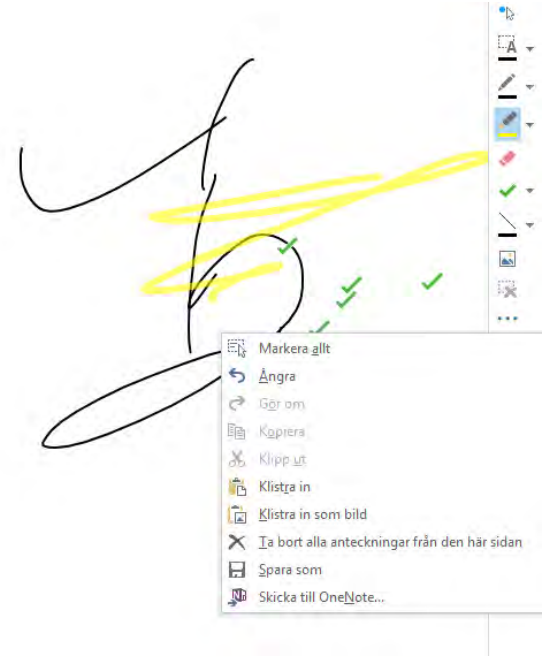 A
Markera allt
Ångra
Gör om
Kopiera
Klipp ut
Klistra in
Klistra in som bild
Ta bort alla anteckningar från den här sidan
Spara som
Skicka till OneNote...